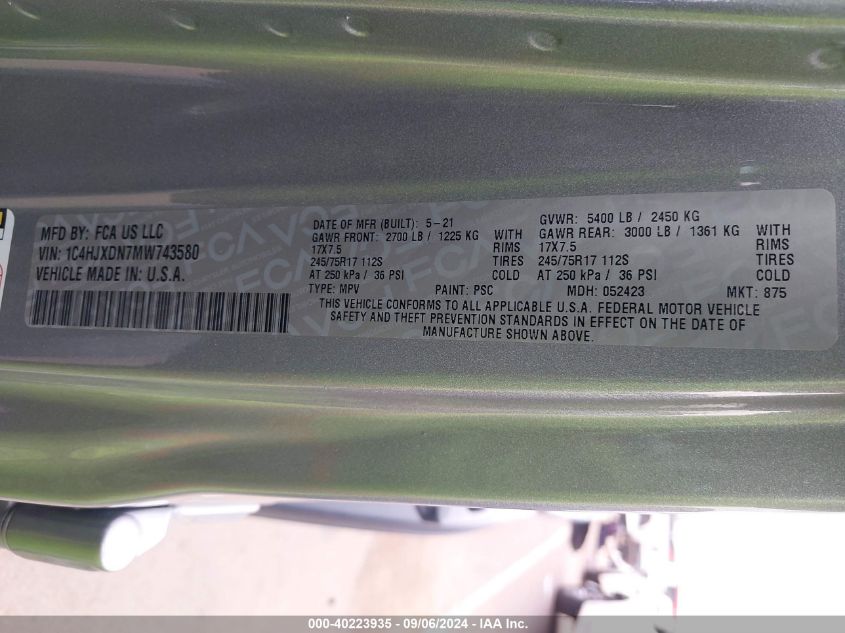 MFD BY: FCA US LLC
VIN: 1C4HJXDN7MW743580
VEHICLE MADE IN: U.S.A.
DATE OF MFR (BUILT): 5-21 GVWR: 5400 LB / 2450 KG
GAWR FRONT: 2700 LB / 1225 KG WITH GAWR REAR: 3000 LB / 1361 KG WITH
17X7.5 RIMS 17X7.5 RIMS
245/75R17 112S TIRES 245/75R17 112S TIRES
AT 250 kPa / 36 PSI COLD AT 250 kPa / 36 PSI COLD
TYPE: MPV PAINT: PSC MDH: 052423 MKT: 875
THIS VEHICLE CONFORMS TO ALL APPLICABLE U.S.A. FEDERAL MOTOR VEHICLE
SAFETY AND THEFT PREVENTION STANDARDS IN EFFECT ON THE DATE OF
MANUFACTURE SHOWN ABOVE.
000-40223935 - 09/06/2024 - IAA Inc.